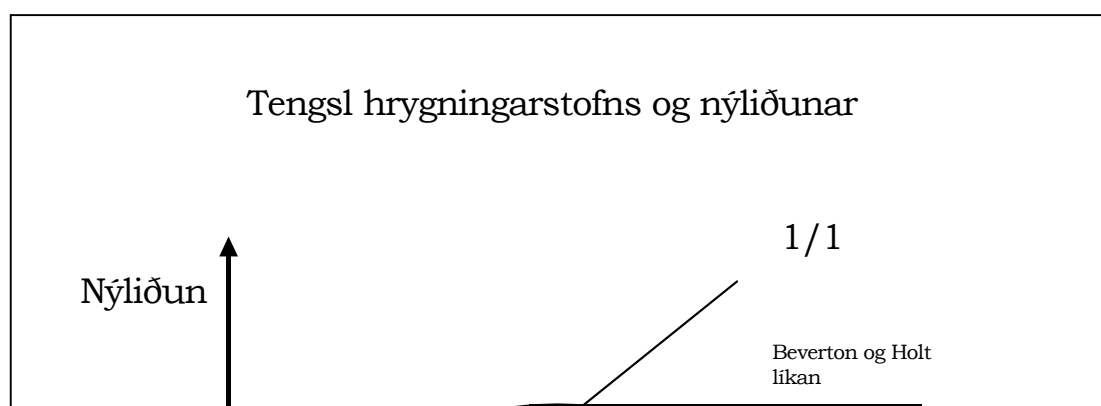 Tengsl hrygningarstofns og nýliðunar
1/1
Nýliðun
Beverton og Holt
líkan